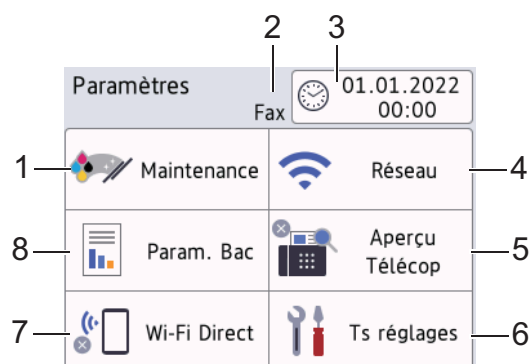 2 3
Paramètres
Fax
01.01.2022
00:00
1 Maintenance Réseau 4
8 Param. Bac Aperçu
Télécop 5
7 Wi-Fi Direct Ts réglages 6